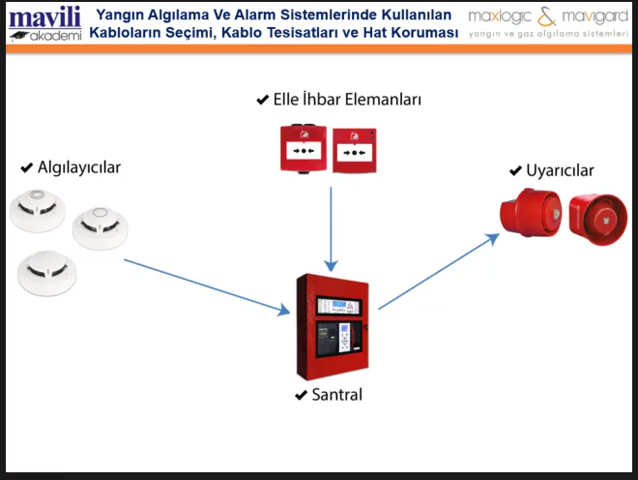 mavili
akademi
Yangın Algılama Ve Alarm Sistemlerinde Kullanılan
Kabloların Seçimi, Kablo Tesisatları ve Hat Koruması
maxlogic & mavigard
yangın ve gaz algılama sistemleri
✔ Elle İhbar Elemanları
✔ Algılayıcılar
✔ Uyarıcılar
✔ Santral